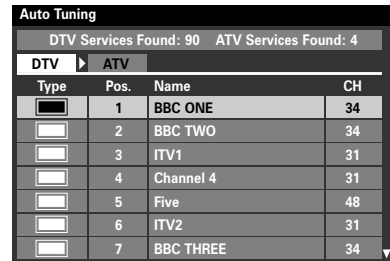 Auto Tuning
DTV Services Found: 90 ATV Services Found: 4
DTV ATV
Type Pos. Name CH
1 BBC ONE 34
2 BBC TWO 34
3 ITV1 31
4 Channel 4 31
5 Five 48
6 ITV2 31
7 BBC THREE 34